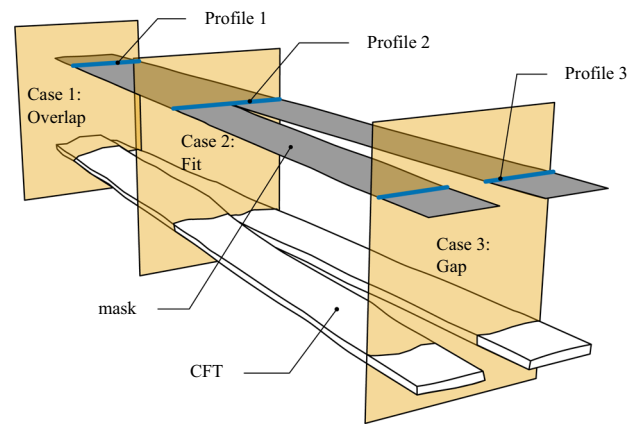 Profile 1
Profile 2
Profile 3
Case 1:
Overlap
Case 2:
Fit
Case 3:
Gap
mask
CFT